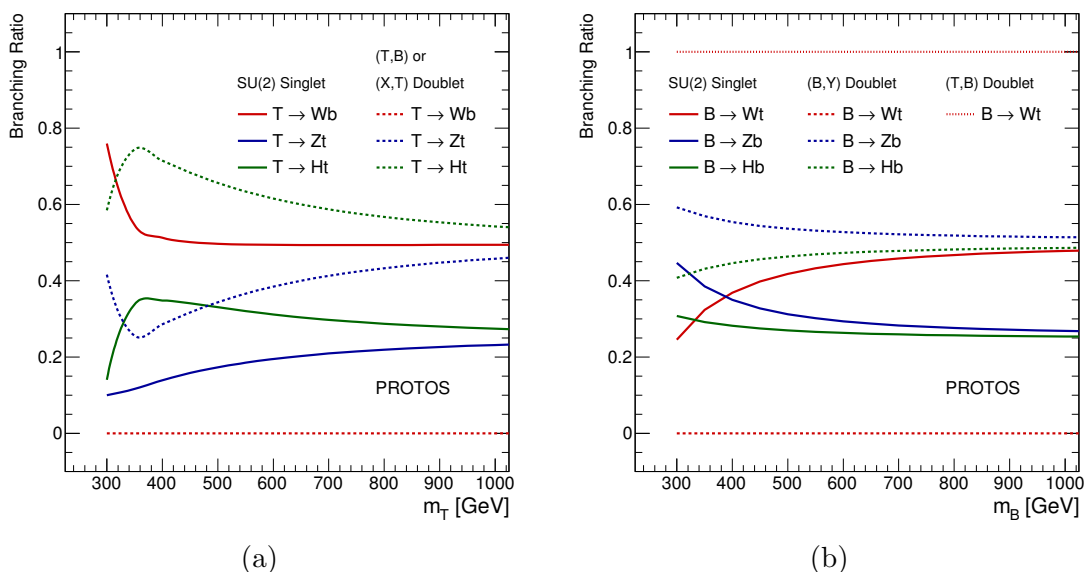 Branching Ratio
1
0.8
0.6
0.4
0.2
0
(T,B) or
SU(2) Singlet (X,T) Doublet
T → Wb T → Wb
T → Zt T → Zt
T → Ht T → Ht
PROTOS
300 400 500 600 700 800 900 1000
m_T [GeV]
(a)
Branching Ratio
1
0.8
0.6
0.4
0.2
0
SU(2) Singlet (B,Y) Doublet (T,B) Doublet
B → Wt B → Wt B → Wt
B → Zb B → Zb
B → Hb B → Hb
PROTOS
300 400 500 600 700 800 900 1000
m_B [GeV]
(b)